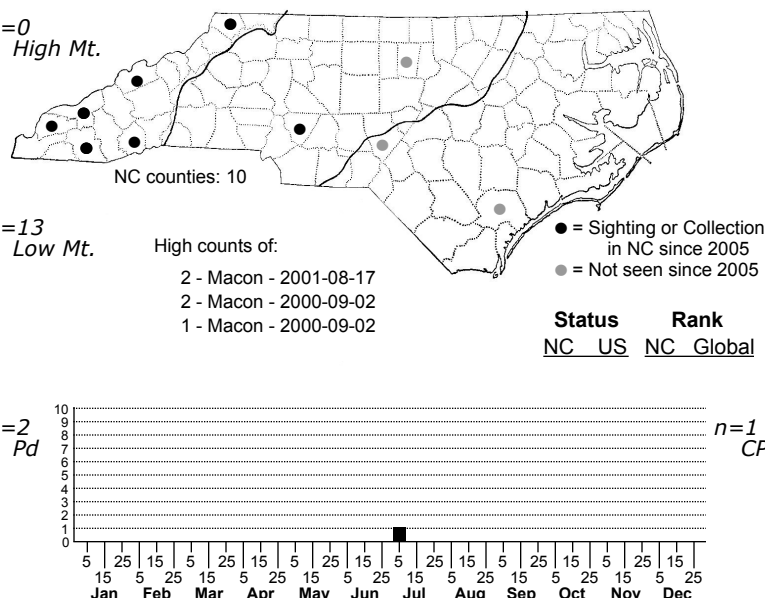 =0
High Mt.
NC counties: 10
=13
Low Mt.
High counts of:
2 - Macon - 2001-08-17
2 - Macon - 2000-09-02
1 - Macon - 2000-09-02
= Sighting or Collection
in NC since 2005
= Not seen since 2005
Status Rank
NC US NC Global
=2
Pd
n=1
CP
10
9
8
7
6
5
4
3
2
1
0
5 25 15 5 25 15 5 25 15 5 25 15 5 25 15 5 25 15
15 5 25 15 5 25 15 5 25 15 5 25 15 5 25 15 5 25
Jan Feb Mar Apr May Jun Jul Aug Sep Oct Nov Dec